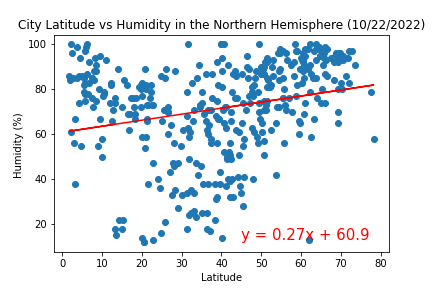 City Latitude vs Humidity in the Northern Hemisphere (10/22/2022)
100
80
60
40
20
Humidity (%)
y = 0.27x + 60.9
0 10 20 30 40 50 60 70 80
Latitude